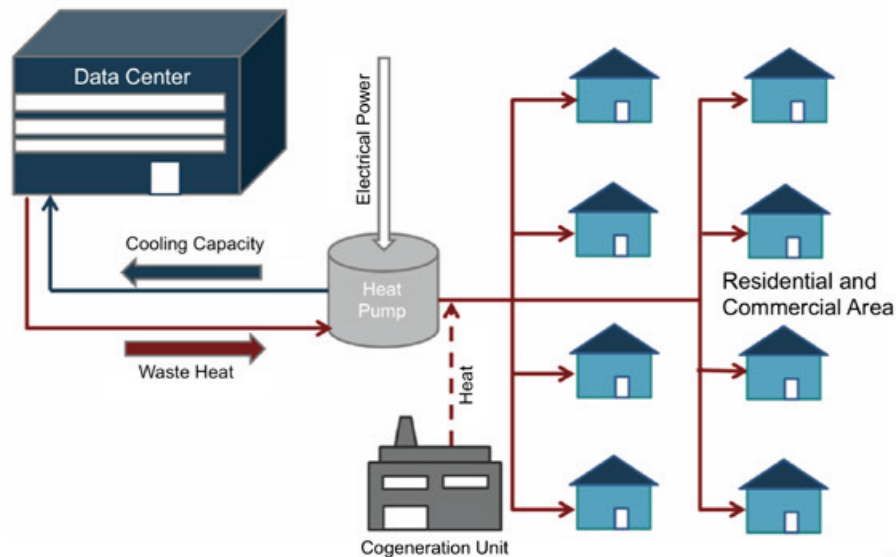 Data Center
Electrical Power
Cooling Capacity
Heat
Pump
Waste Heat
Heat
Residential and
Commercial Area
Cogeneration Unit